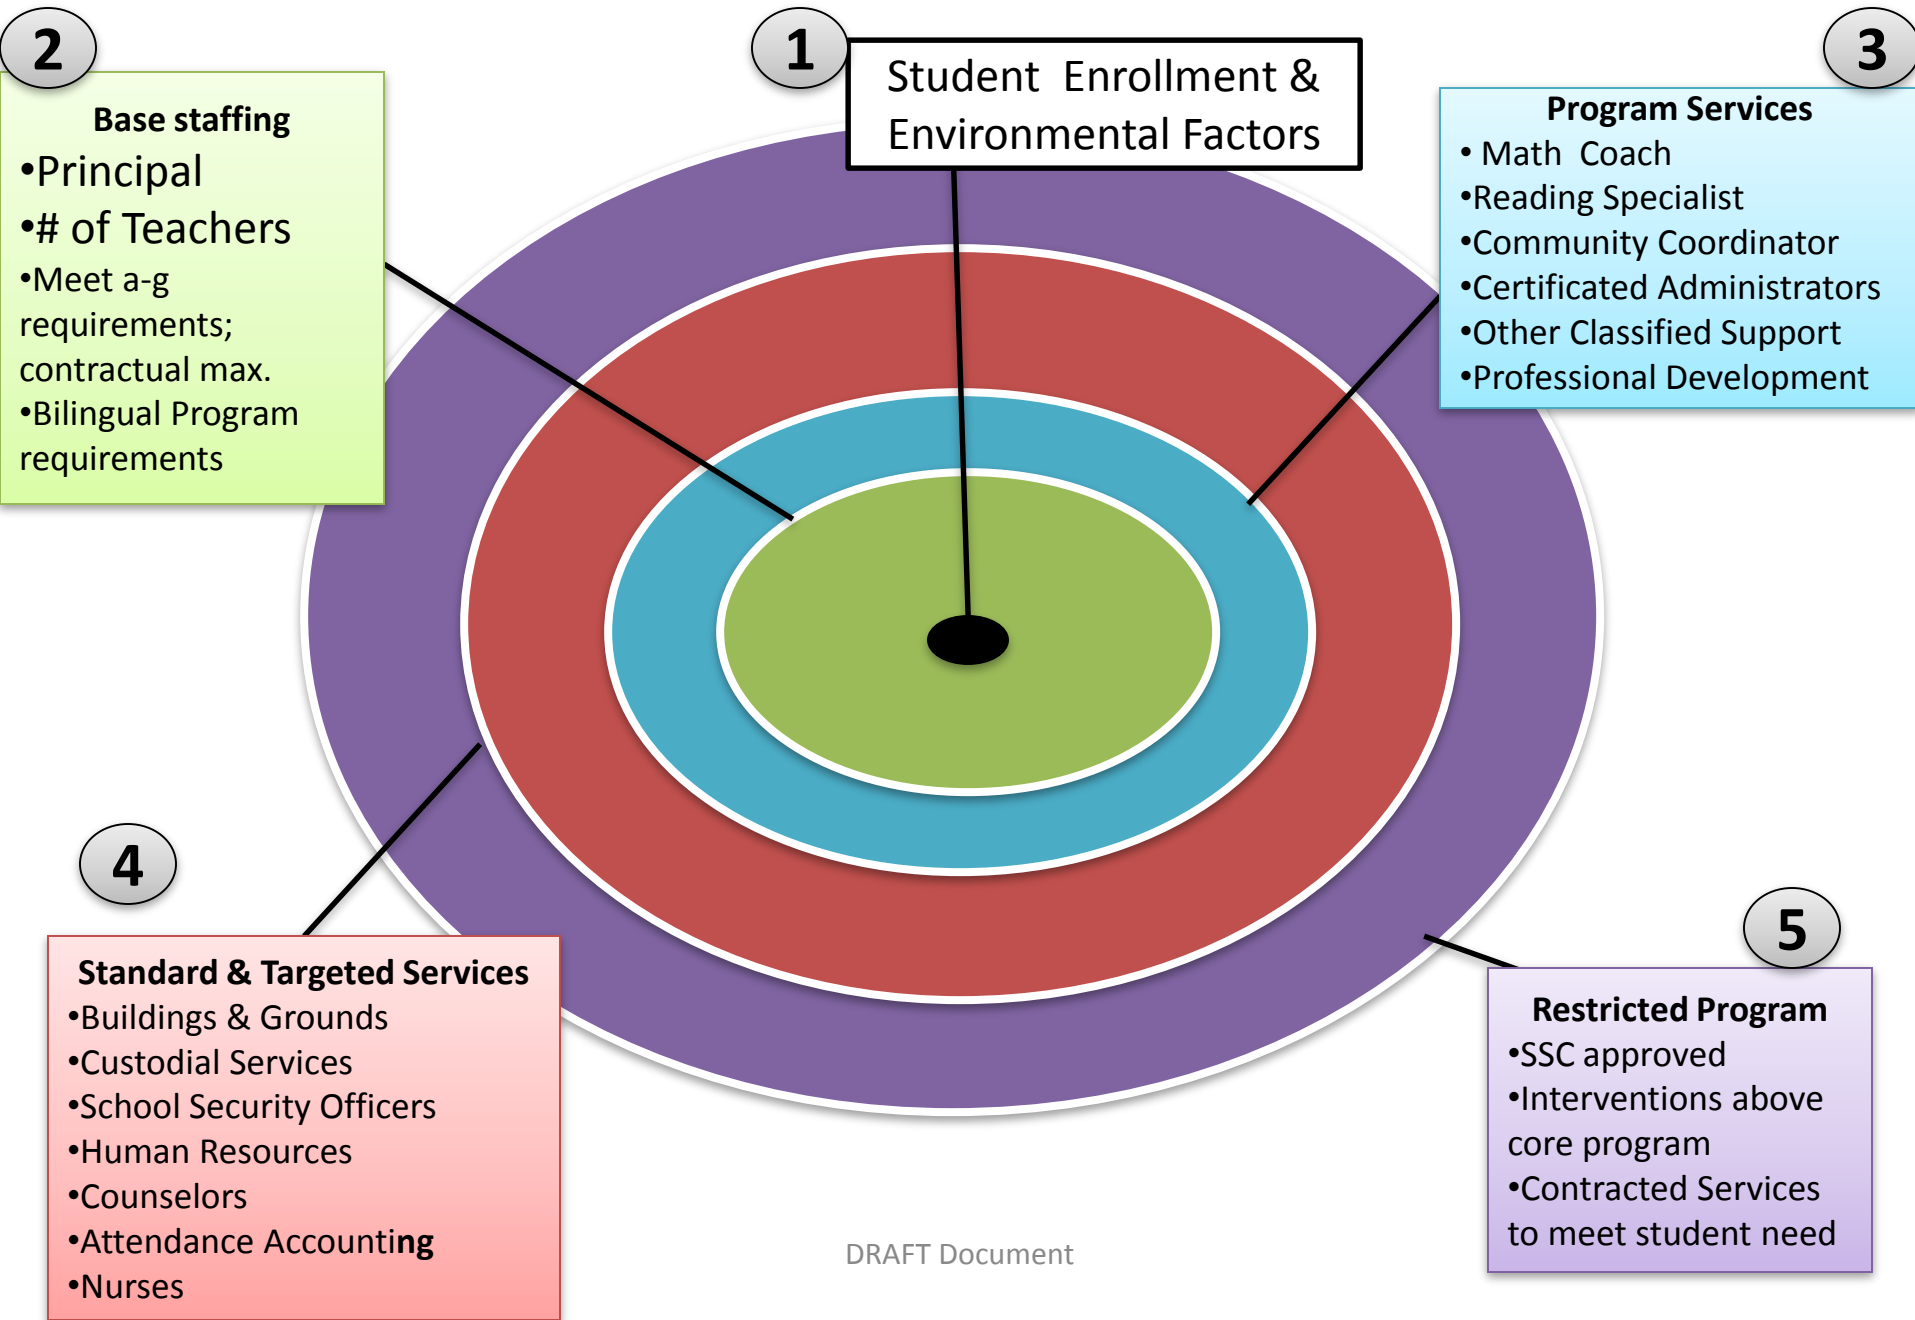 1
Student Enrollment &
Environmental Factors
2
Base staffing
•Principal
•# of Teachers
•Meet a-g
requirements;
contractual max.
•Bilingual Program
requirements
3
Program Services
• Math Coach
•Reading Specialist
•Community Coordinator
•Certificated Administrators
•Other Classified Support
•Professional Development
4
Standard & Targeted Services
•Buildings & Grounds
•Custodial Services
•School Security Officers
•Human Resources
•Counselors
•Attendance Accounting
•Nurses
5
Restricted Program
•SSC approved
•Interventions above
core program
•Contracted Services
to meet student need
DRAFT Document